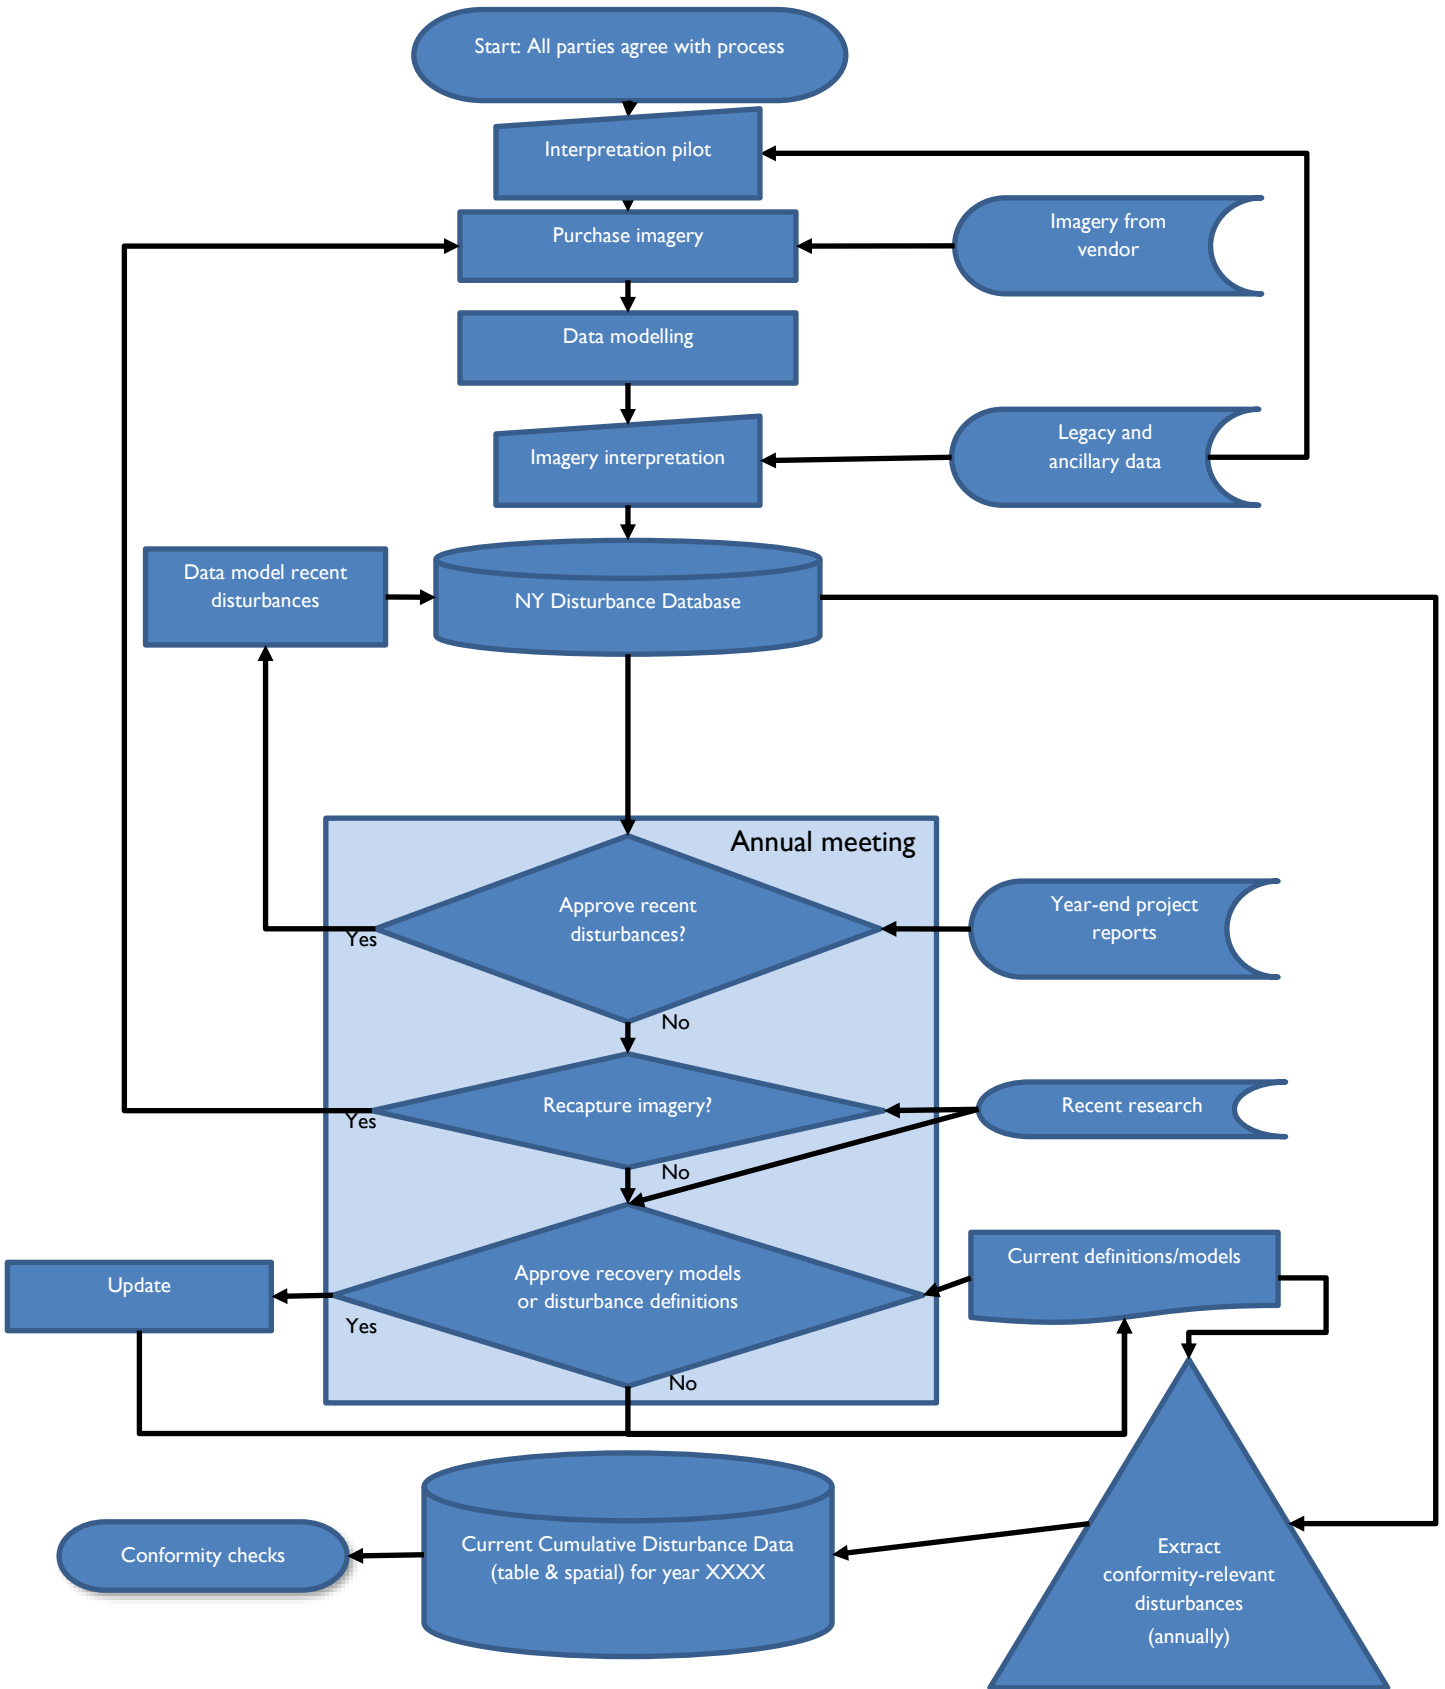 Start: All parties agree with process
Interpretation pilot
Purchase imagery
Imagery from
vendor
Data modelling
Imagery interpretation
Legacy and
ancillary data
Data model recent
disturbances
NY Disturbance Database
Annual meeting
Approve recent
disturbances?
Year-end project
reports
Yes
No
Recapture imagery?
Recent research
Yes
No
Approve recovery models
or disturbance definitions
Current definitions/models
Update
Yes
No
Current Cumulative Disturbance Data
(table & spatial) for year XXXX
Conformity checks
Extract
conformity-relevant
disturbances
(annually)